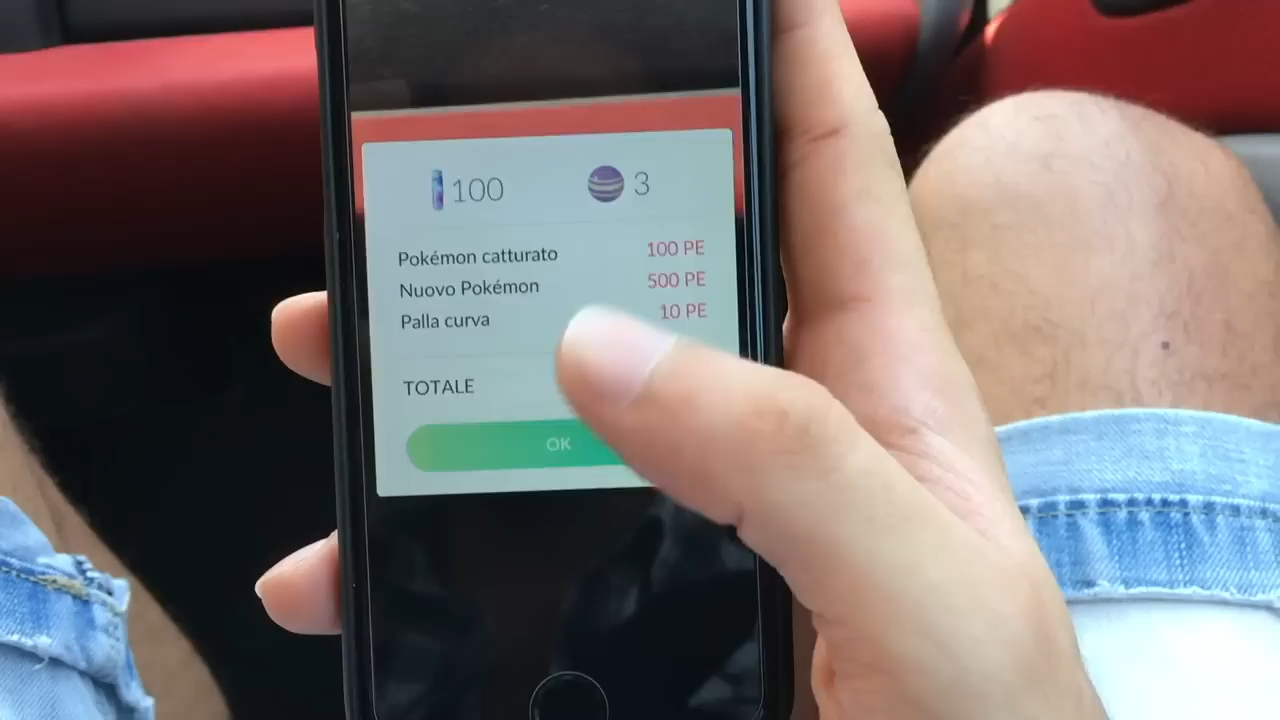 100 3
Pokémon catturato 100 PE
Nuovo Pokémon 500 PE
Palla curva 10 PE
TOTALE
OK